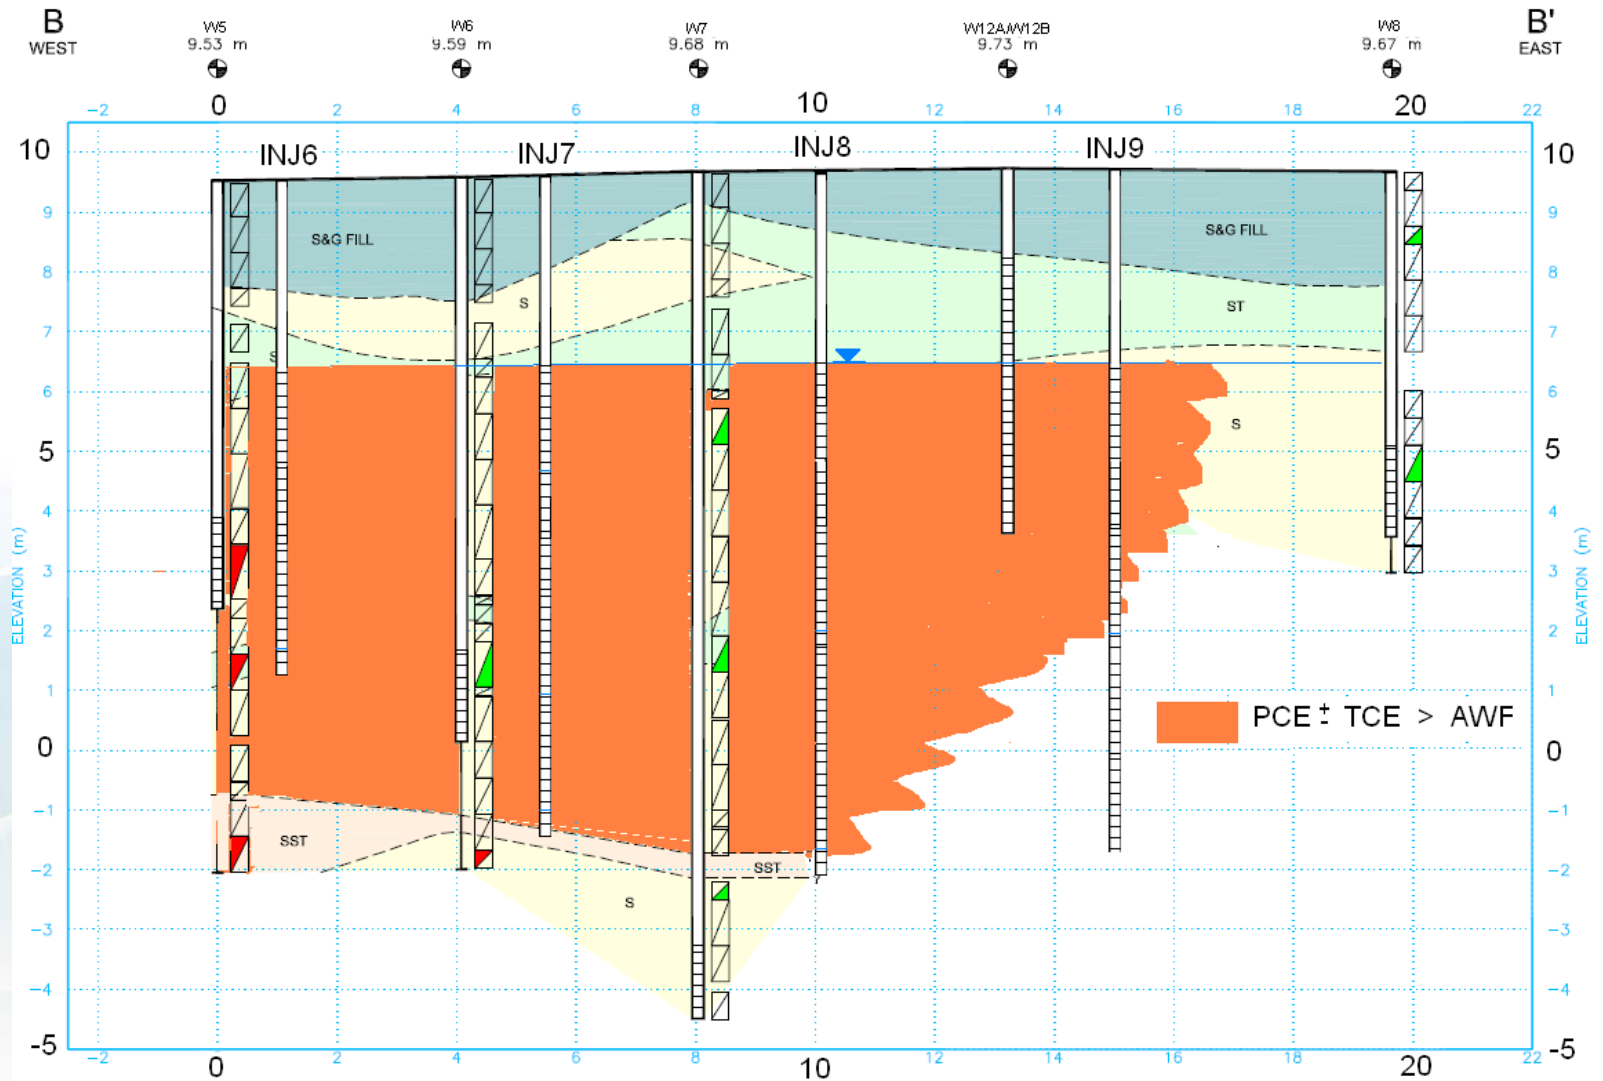 B
WEST
W5
9.53 m
W6
9.59 m
W7
9.68 m
W12A/W12B
9.73 m
W8
9.67 m
B'
EAST
-2 0 2 4 6 8 10 12 14 16 18 20 22
INJ6 INJ7 INJ8 INJ9
10 10
9 9
S&G FILL S&G FILL
8 8
S
ST
7 7
S
6 6
S
5 5
4 4
ELEVATION (m) ELEVATION (m)
3 3
2 2
1 1
PCE ± TCE > AWF
0 0
-1 -1
SST
SST
-2 -2
S
-3 -3
-4 -4
-5 -5
-2 0 2 4 6 8 10 12 14 16 18 20 22